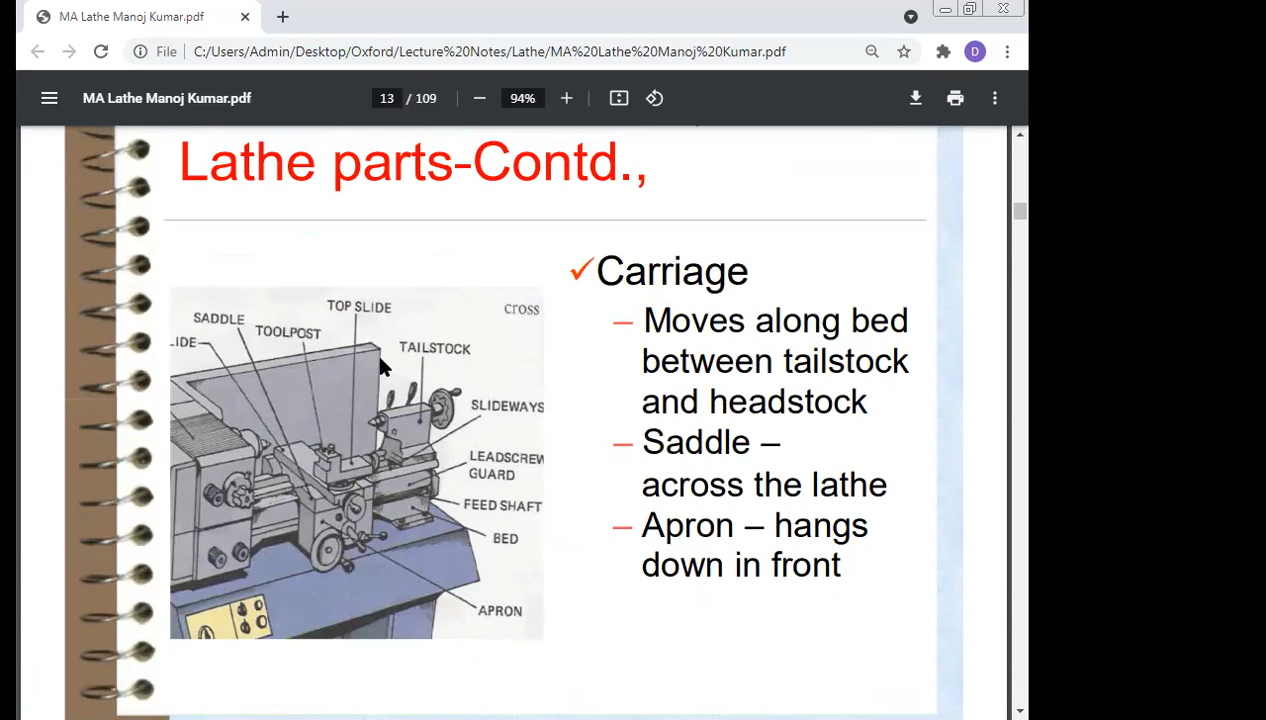 MA Lathe Manoj Kumar.pdf
File C:/Users/Admin/Desktop/Oxford/Lecture%20Notes/Lathe/MA%20Lathe%20Manoj%20Kumar.pdf
D
MA Lathe Manoj Kumar.pdf
13 / 109
94%
Lathe parts-Contd.,
Carriage
– Moves along bed
between tailstock
and headstock
– Saddle –
across the lathe
– Apron – hangs
down in front
TOP SLIDE
cross
SADDLE
TOOLPOST
LIDE
TAILSTOCK
SLIDEWAYS
LEADSCREW
GUARD
FEED SHAFT
BED
APRON